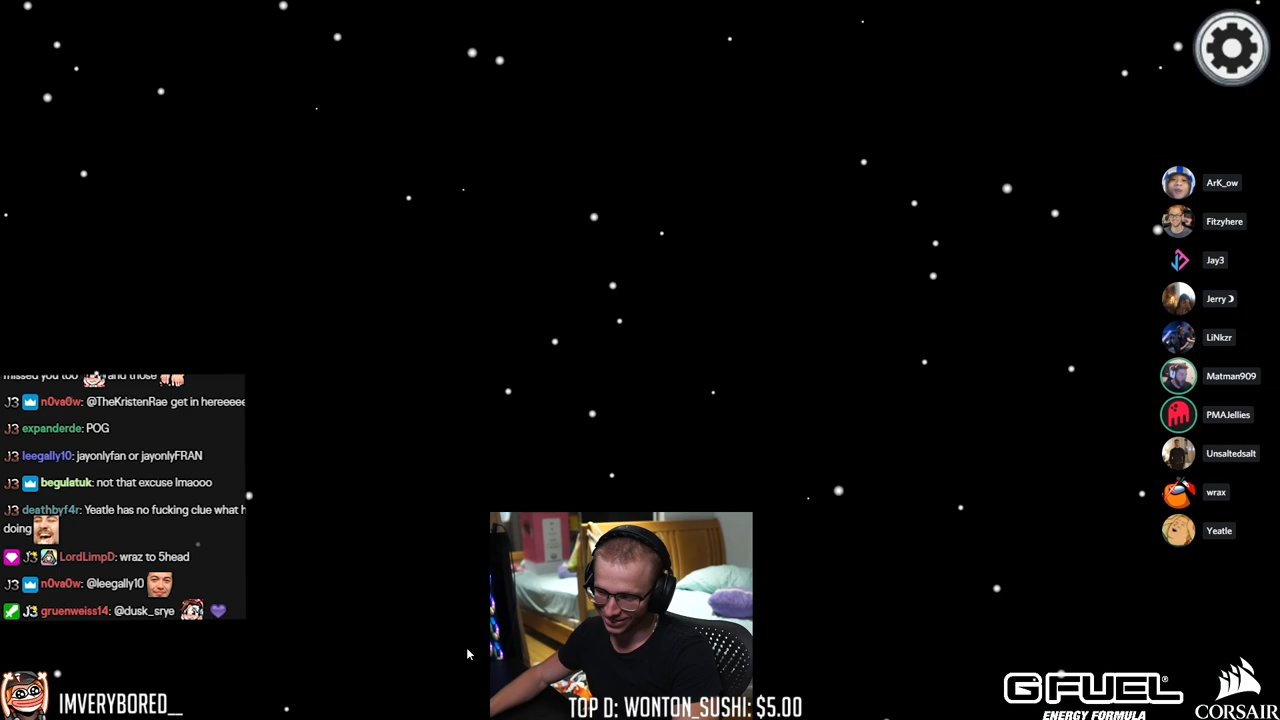 missed you too and those
J3 n0va0w: @TheKristenRae get in hereeeee
J3 expanderde: POG
J3 leegally10: jayonlyfan or jayonlyFRAN
J3 begulatuk: not that excuse lmaooo
J3 deathbyf4r: Yeatle has no fucking clue what h
doing
J3 LordLimpD: wraz to 5head
J3 n0va0w: @leegally10
J3 gruenweiss14: @dusk_srye
ArK_ow
Fitzyhere
Jay3
Jerry
LiNkzr
Matman909
PMAJellies
Unsaltedsalt
wrax
Yeatle
IMVERYBORED__
TOP D: WONTON_SUSHI: $5.00
G FUEL®
ENERGY FORMULA
CORSAIR